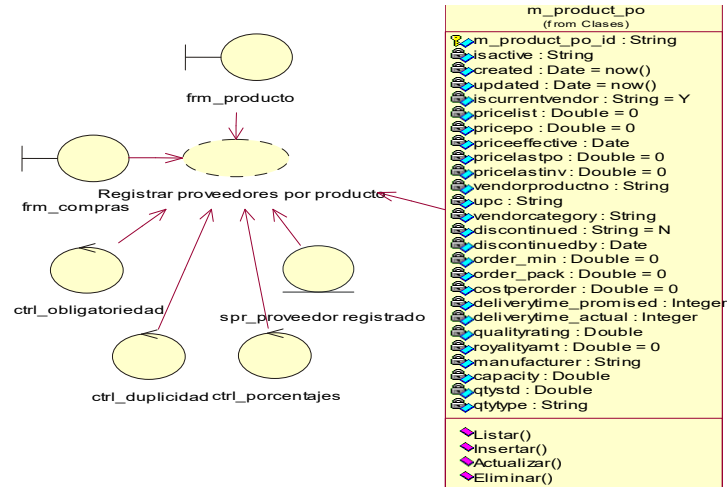 frm_producto
Registrar proveedores por producto
frm_compras
ctrl_obligatoriedad
spr_proveedor registrado
ctrl_duplicidad
ctrl_porcentajes
m_product_po
(from Clases)
m_product_po_id : String
isactive : String
created : Date = now()
updated : Date = now()
iscurrentvendor : String = Y
pricelist : Double = 0
pricepo : Double = 0
priceeffective : Date
pricelastpo : Double = 0
pricelastinv : Double = 0
vendorproductno : String
upc : String
vendorcategory : String
discontinued : String = N
discontinuedby : Date
order_min : Double = 0
order_pack : Double = 0
costperorder : Double = 0
deliverytime_promised : Integer
deliverytime_actual : Integer
qualityrating : Double
royalityamt : Double = 0
manufacturer : String
capacity : Double
qtystd : Double
qtytype : String
Listar()
Insertar()
Actualizar()
Eliminar()